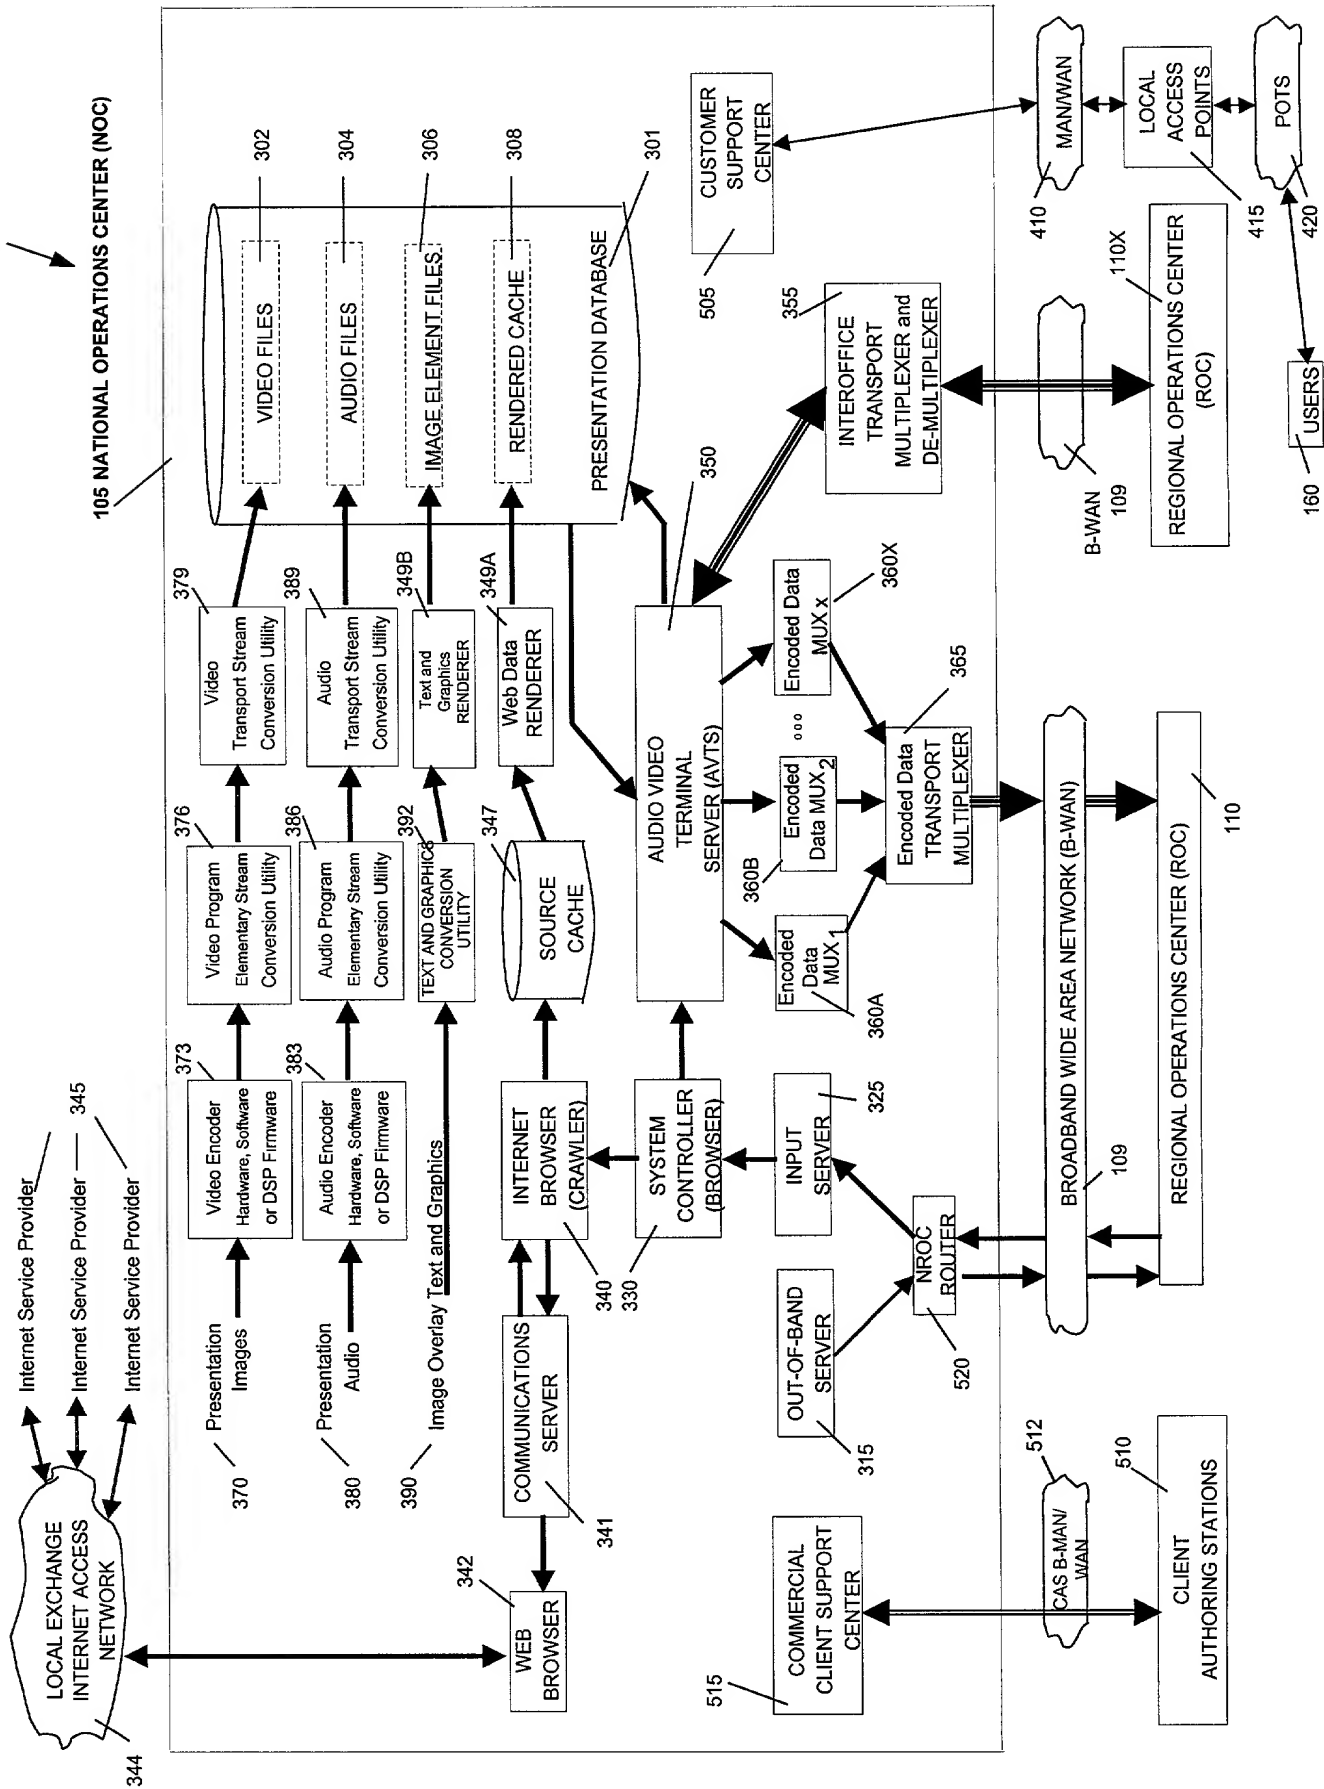 105 NATIONAL OPERATIONS CENTER (NOC)
LOCAL EXCHANGE
INTERNET ACCESS
NETWORK
344
Internet Service Provider
Internet Service Provider
Internet Service Provider
345
370
Presentation
Images
373
Video Encoder
Hardware, Software
or DSP Firmware
376
Video Program
Elementary Stream
Conversion Utility
379
Video
Transport Stream
Conversion Utility
VIDEO FILES
302
380
Presentation
Audio
383
Audio Encoder
Hardware, Software
or DSP Firmware
386
Audio Program
Elementary Stream
Conversion Utility
389
Audio
Transport Stream
Conversion Utility
AUDIO FILES
304
390
Image Overlay Text and Graphics
392
TEXT AND GRAPHICS
CONVERSION
UTILITY
349B
Text and
Graphics
RENDERER
IMAGE ELEMENT FILES
306
342
WEB
BROWSER
COMMUNICATIONS
SERVER
341
INTERNET
BROWSER
(CRAWLER)
340
347
SOURCE
CACHE
349A
Web Data
RENDERER
RENDERED CACHE
308
PRESENTATION DATABASE
301
330
SYSTEM
CONTROLLER
(BROWSER)
AUDIO VIDEO
TERMINAL
SERVER (AVTS)
350
CUSTOMER
SUPPORT
CENTER
505
515
COMMERCIAL
CLIENT SUPPORT
CENTER
OUT-OF-BAND
SERVER
315
INPUT
SERVER
325
Encoded
Data
MUX1
360A
Encoded
Data MUX2
360B
ooo
Encoded Data
MUXx
360X
355
INTEROFFICE
TRANSPORT
MULTIPLEXER and
DE-MULTIPLEXER
NROC
ROUTER
520
Encoded Data
TRANSPORT
MULTIPLEXER
365
CAS B-MAN/
WAN
512
BROADBAND WIDE AREA NETWORK (B-WAN)
109
B-WAN
109
MAN/WAN
410
LOCAL
ACCESS
POINTS
415
POTS
420
CLIENT
AUTHORING STATIONS
510
REGIONAL OPERATIONS CENTER (ROC)
110
REGIONAL OPERATIONS CENTER
(ROC)
110X
160
USERS